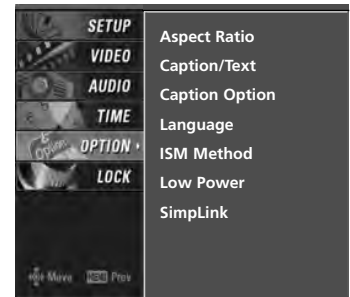 SETUP
VIDEO
AUDIO
TIME
OPTION
LOCK
Move MENU Prev
Aspect Ratio
Caption/Text
Caption Option
Language
ISM Method
Low Power
SimpLink